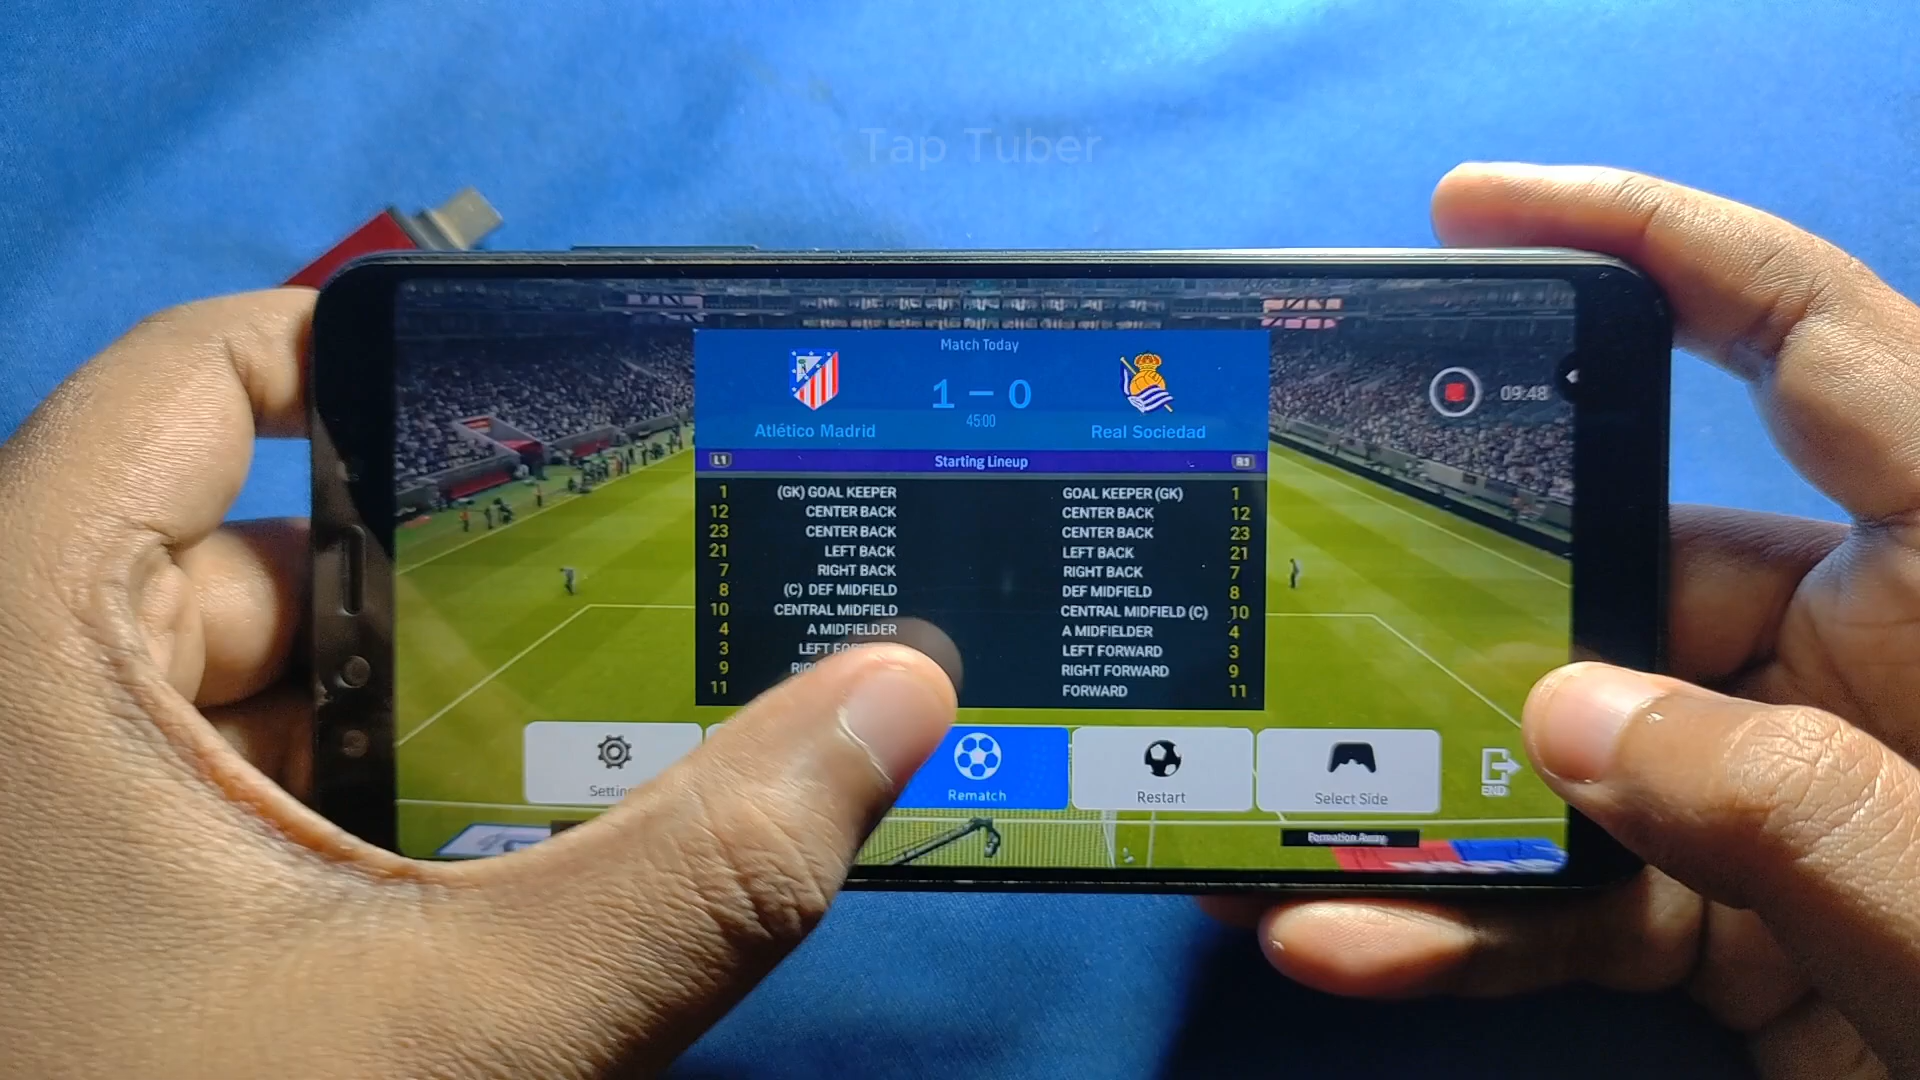 Tap Tuber
Match Today
1 – 0
45:00
Atlético Madrid
Real Sociedad
09:48
L1
Starting Lineup
1 (GK) GOAL KEEPER GOAL KEEPER (GK) 1
12 CENTER BACK CENTER BACK 12
23 CENTER BACK CENTER BACK 23
21 LEFT BACK LEFT BACK 21
7 RIGHT BACK RIGHT BACK 7
8 (C) DEF MIDFIELD DEF MIDFIELD 8
10 CENTRAL MIDFIELD CENTRAL MIDFIELD (C) 10
4 A MIDFIELDER A MIDFIELDER 4
3 LEFT LEFT FORWARD 3
9 RIGHT FORWARD 9
11 FORWARD 11
Rematch
Restart
Select Side
END
Formation Away